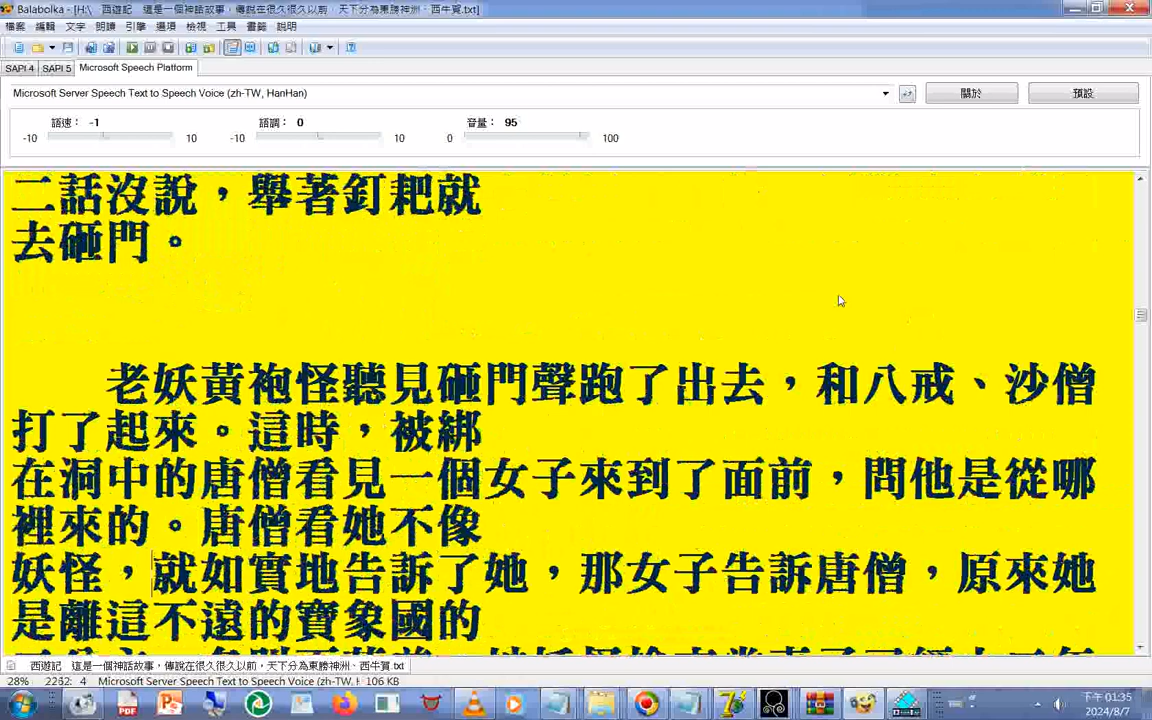 Balabolka - [H:\ 西遊記 這是一個神話故事，傳說在很久很久以前，天下分為東勝神洲、西牛賀.txt]
檔案 編輯 文字 朗讀 引擎 選項 檢視 工具 書籤 說明
SAPI 4 SAPI 5 Microsoft Speech Platform
Microsoft Server Speech Text to Speech Voice (zh-TW, HanHan)
關於 預設
語速： -1 語調： 0 音量： 95
-10 10 -10 10 0 100
二話沒說，舉著釘耙就
去砸門。
老妖黃袍怪聽見砸門聲跑了出去，和八戒、沙僧
打了起來。這時，被綁
在洞中的唐僧看見一個女子來到了面前，問他是從哪
裡來的。唐僧看她不像
妖怪，就如實地告訴了她，那女子告訴唐僧，原來她
是離這不遠的寶象國的
西遊記 這是一個神話故事，傳說在很久很久以前，天下分為東勝神洲、西牛賀.txt
28% 2252: 4 Microsoft Server Speech Text to Speech Voice (zh-TW, 106 KB
下午 01:35
2024/8/7